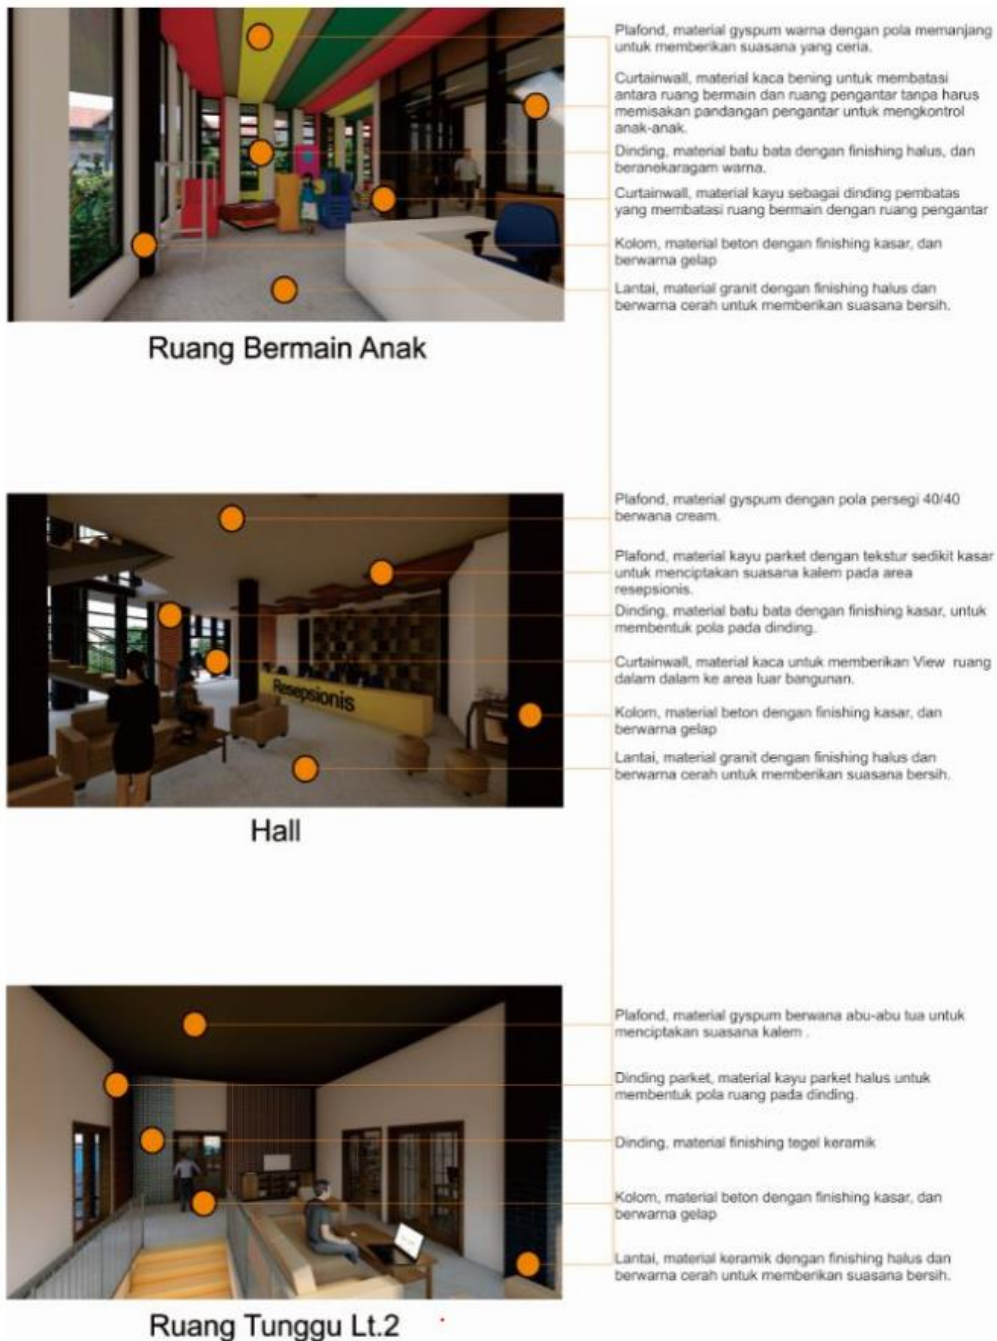 Plafond, material gyspum warna dengan pola memanjang
untuk memberikan suasana yang ceria.
Curtainwall, material kaca bening untuk membatasi
antara ruang bermain dan ruang pengantar tanpa harus
memisakan pandangan pengantar untuk mengkontrol
anak-anak.
Dinding, material batu bata dengan finishing halus, dan
beranekaragam warna.
Curtainwall, material kayu sebagai dinding pembatas
yang membatasi ruang bermain dengan ruang pengantar
Kolom, material beton dengan finishing kasar, dan
berwarna gelap
Lantai, material granit dengan finishing halus dan
berwarna cerah untuk memberikan suasana bersih.
Ruang Bermain Anak
Plafond, material gyspum dengan pola persegi 40/40
berwana cream.
Plafond, material kayu parket dengan tekstur sedikit kasar
untuk menciptakan suasana kalem pada area
resepsionis.
Dinding, material batu bata dengan finishing kasar, untuk
membentuk pola pada dinding.
Curtainwall, material kaca untuk memberikan View ruang
dalam dalam ke area luar bangunan.
Kolom, material beton dengan finishing kasar, dan
berwarna gelap
Lantai, material granit dengan finishing halus dan
berwarna cerah untuk memberikan suasana bersih.
Resepsionis
Hall
Plafond, material gyspum berwana abu-abu tua untuk
menciptakan suasana kalem .
Dinding parket, material kayu parket halus untuk
membentuk pola ruang pada dinding.
Dinding, material finishing tegel keramik
Kolom, material beton dengan finishing kasar, dan
berwarna gelap
Lantai, material keramik dengan finishing halus dan
berwarna cerah untuk memberikan suasana bersih.
Ruang Tunggu Lt.2